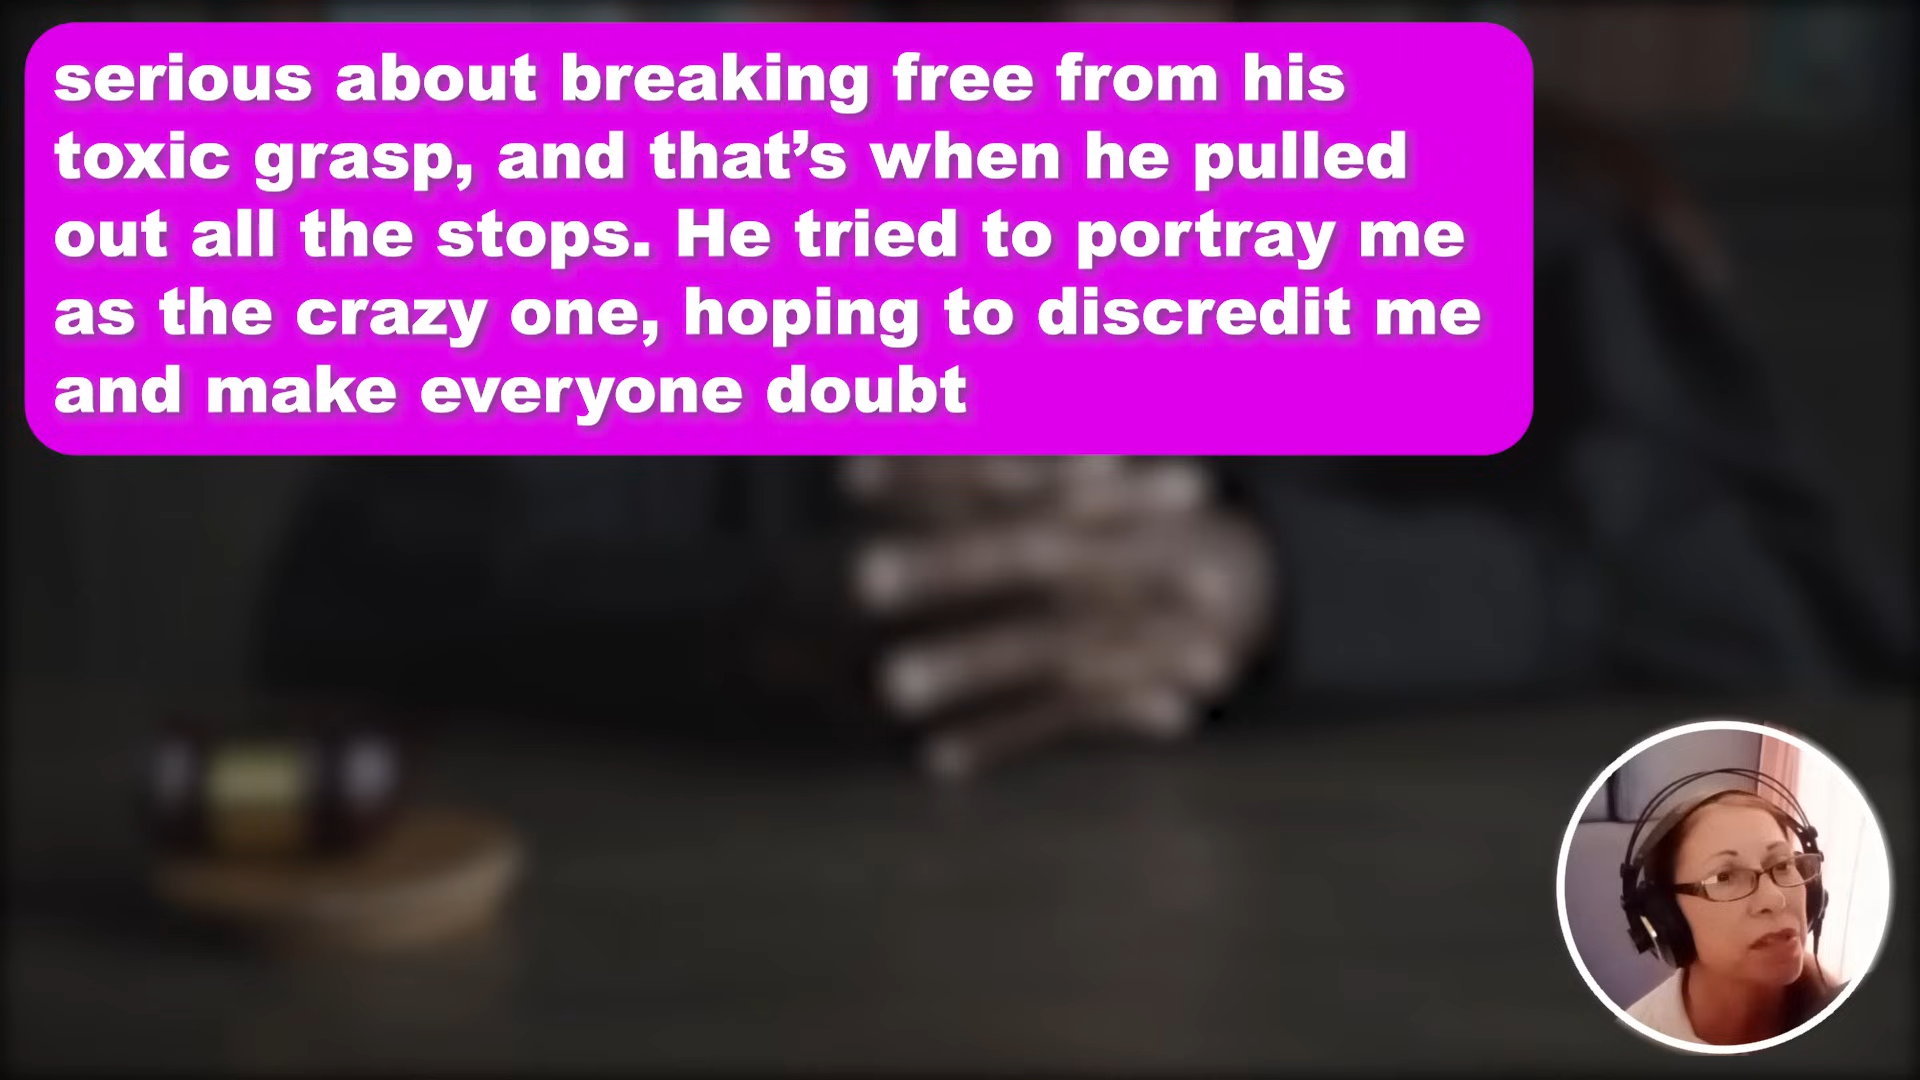 serious about breaking free from his
toxic grasp, and that’s when he pulled
out all the stops. He tried to portray me
as the crazy one, hoping to discredit me
and make everyone doubt